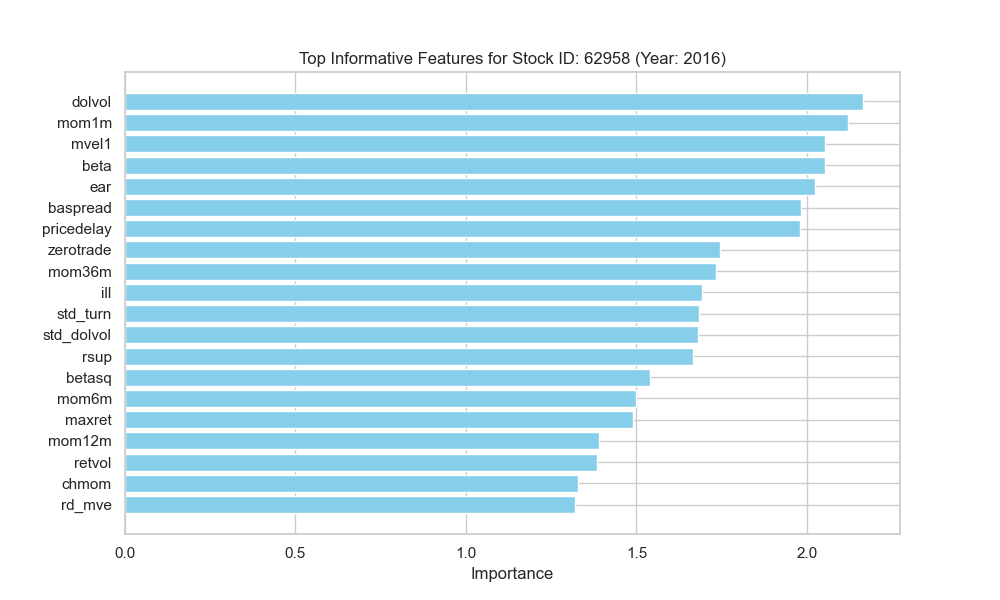 Top Informative Features for Stock ID: 62958 (Year: 2016)
dolvol
mom1m
mvel1
beta
ear
baspread
pricedelay
zerotrade
mom36m
ill
std_turn
std_dolvol
rsup
betasq
mom6m
maxret
mom12m
retvol
chmom
rd_mve
0.0 0.5 1.0 1.5 2.0
Importance